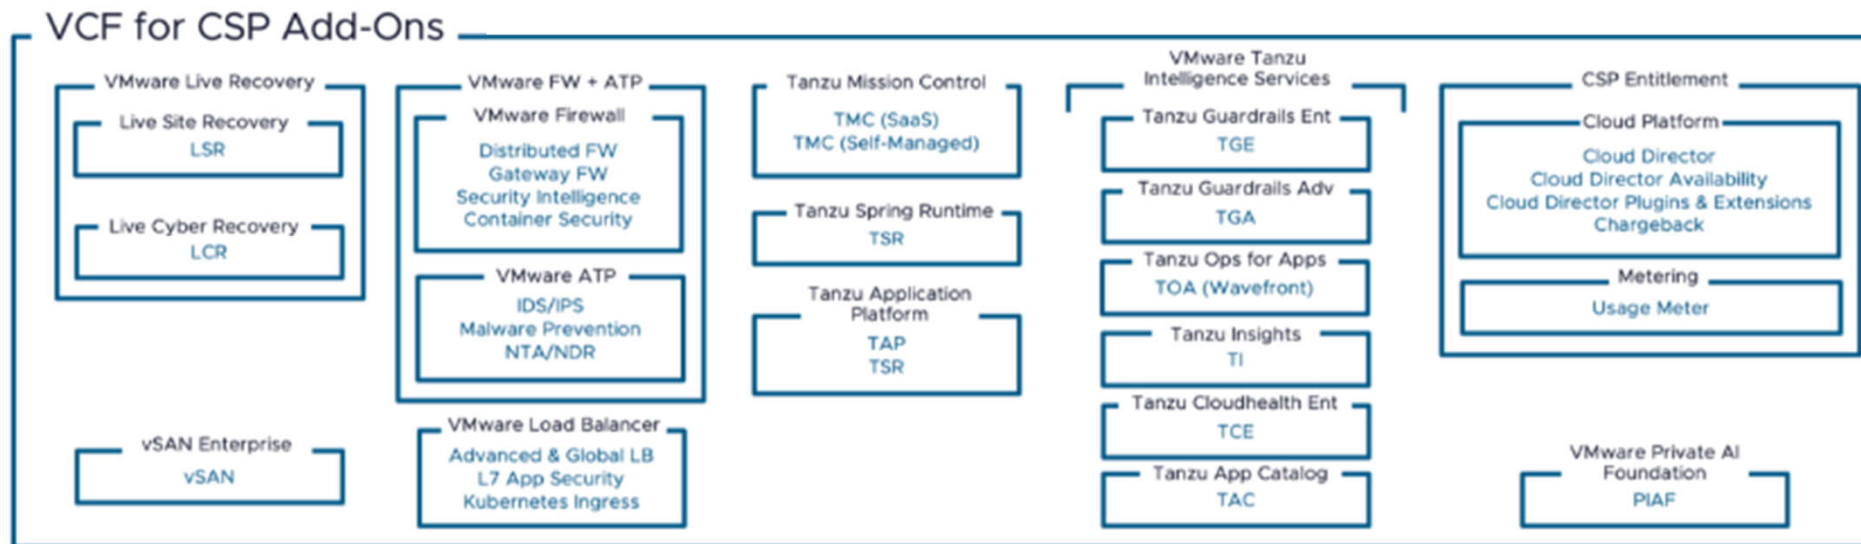 VCF for CSP Add-Ons
VMware Live Recovery
Live Site Recovery
LSR
Live Cyber Recovery
LCR
vSAN Enterprise
vSAN
VMware FW + ATP
VMware Firewall
Distributed FW
Gateway FW
Security Intelligence
Container Security
VMware ATP
IDS/IPS
Malware Prevention
NTA/NDR
VMware Load Balancer
Advanced & Global LB
L7 App Security
Kubernetes Ingress
Tanzu Mission Control
TMC (SaaS)
TMC (Self-Managed)
Tanzu Spring Runtime
TSR
Tanzu Application
Platform
TAP
TSR
VMware Tanzu
Intelligence Services
Tanzu Guardrails Ent
TGE
Tanzu Guardrails Adv
TGA
Tanzu Ops for Apps
TOA (Wavefront)
Tanzu Insights
TI
Tanzu Cloudhealth Ent
TCE
Tanzu App Catalog
TAC
CSP Entitlement
Cloud Platform
Cloud Director
Cloud Director Availability
Cloud Director Plugins & Extensions
Chargeback
Metering
Usage Meter
VMware Private AI
Foundation
PIAF